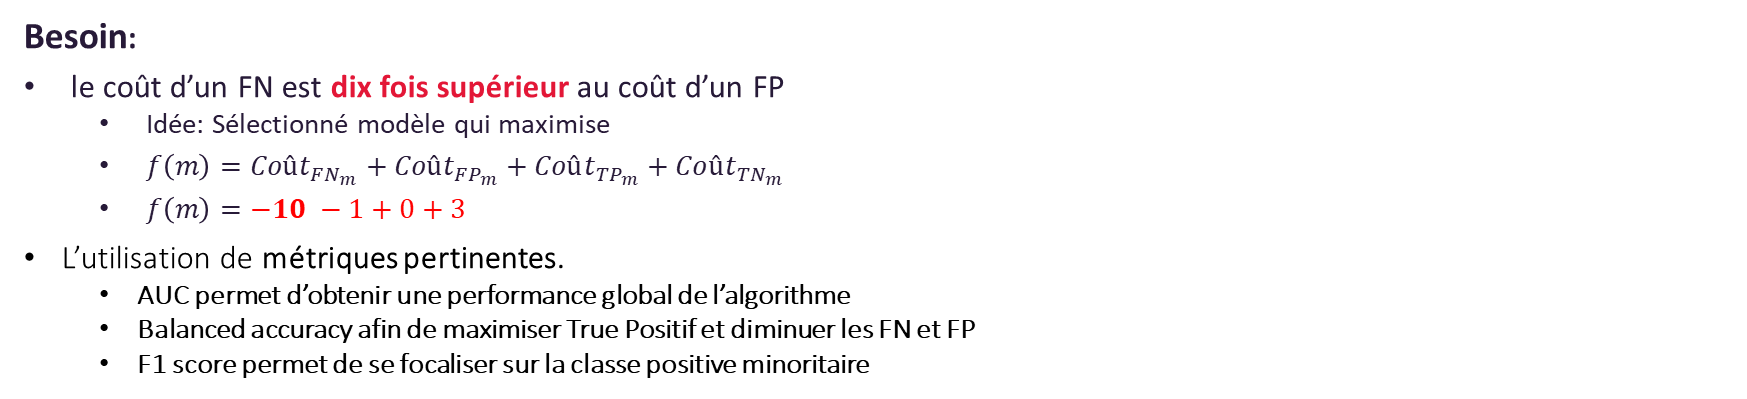 Besoin:
• le coût d’un FN est dix fois supérieur au coût d’un FP
• Idée: Sélectionné modèle qui maximise
• f(m) = Coût_{FN_m} + Coût_{FP_m} + Coût_{TP_m} + Coût_{TN_m}
• f(m) = −10 − 1 + 0 + 3
• L’utilisation de métriques pertinentes.
• AUC permet d’obtenir une performance global de l’algorithme
• Balanced accuracy afin de maximiser True Positif et diminuer les FN et FP
• F1 score permet de se focaliser sur la classe positive minoritaire